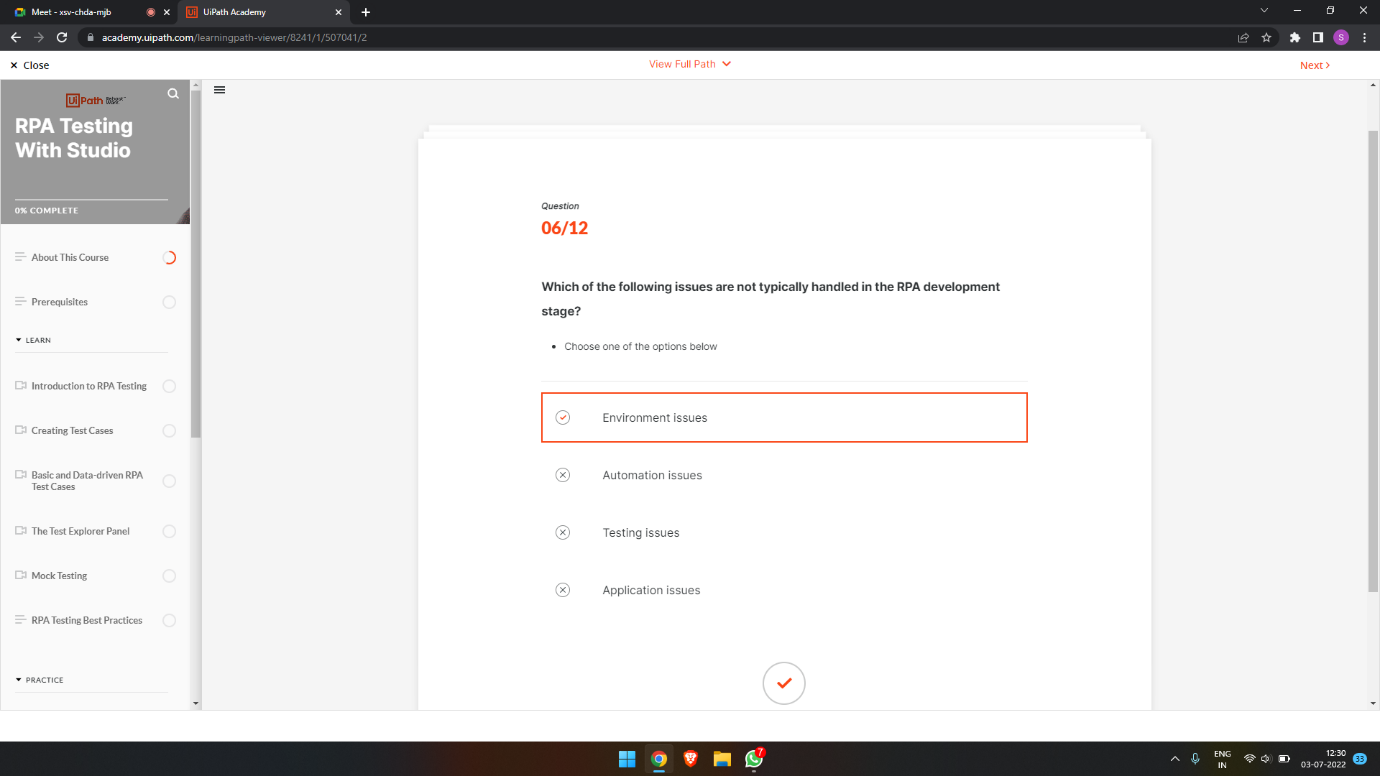 Meet - xsv-chda-mjb
UiPath Academy
academy.uipath.com/learningpath-viewer/8241/1/507041/2
S
Close
View Full Path
Next
UiPath
RPA Testing
With Studio
0% COMPLETE
About This Course
Prerequisites
LEARN
Introduction to RPA Testing
Creating Test Cases
Basic and Data-driven RPA
Test Cases
The Test Explorer Panel
Mock Testing
RPA Testing Best Practices
PRACTICE
Question
06/12
Which of the following issues are not typically handled in the RPA development
stage?
• Choose one of the options below
Environment issues
Automation issues
Testing issues
Application issues
7
ENG
IN
12:30
03-07-2022
33